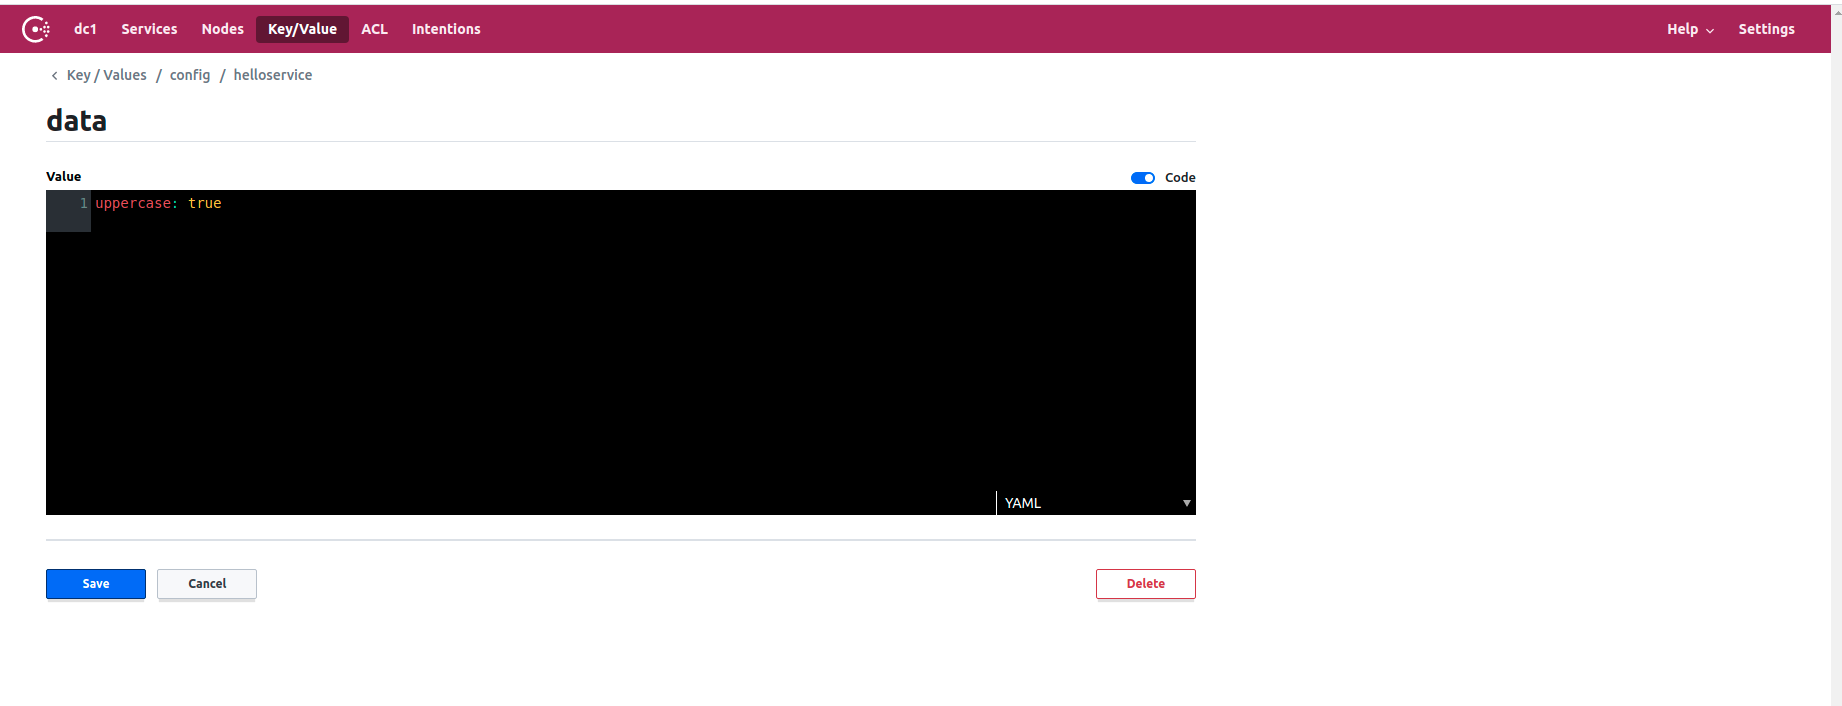 dc1 Services Nodes Key/Value ACL Intentions Help Settings
< Key / Values / config / helloservice
data
Value Code
1 uppercase: true
YAML
Save Cancel Delete